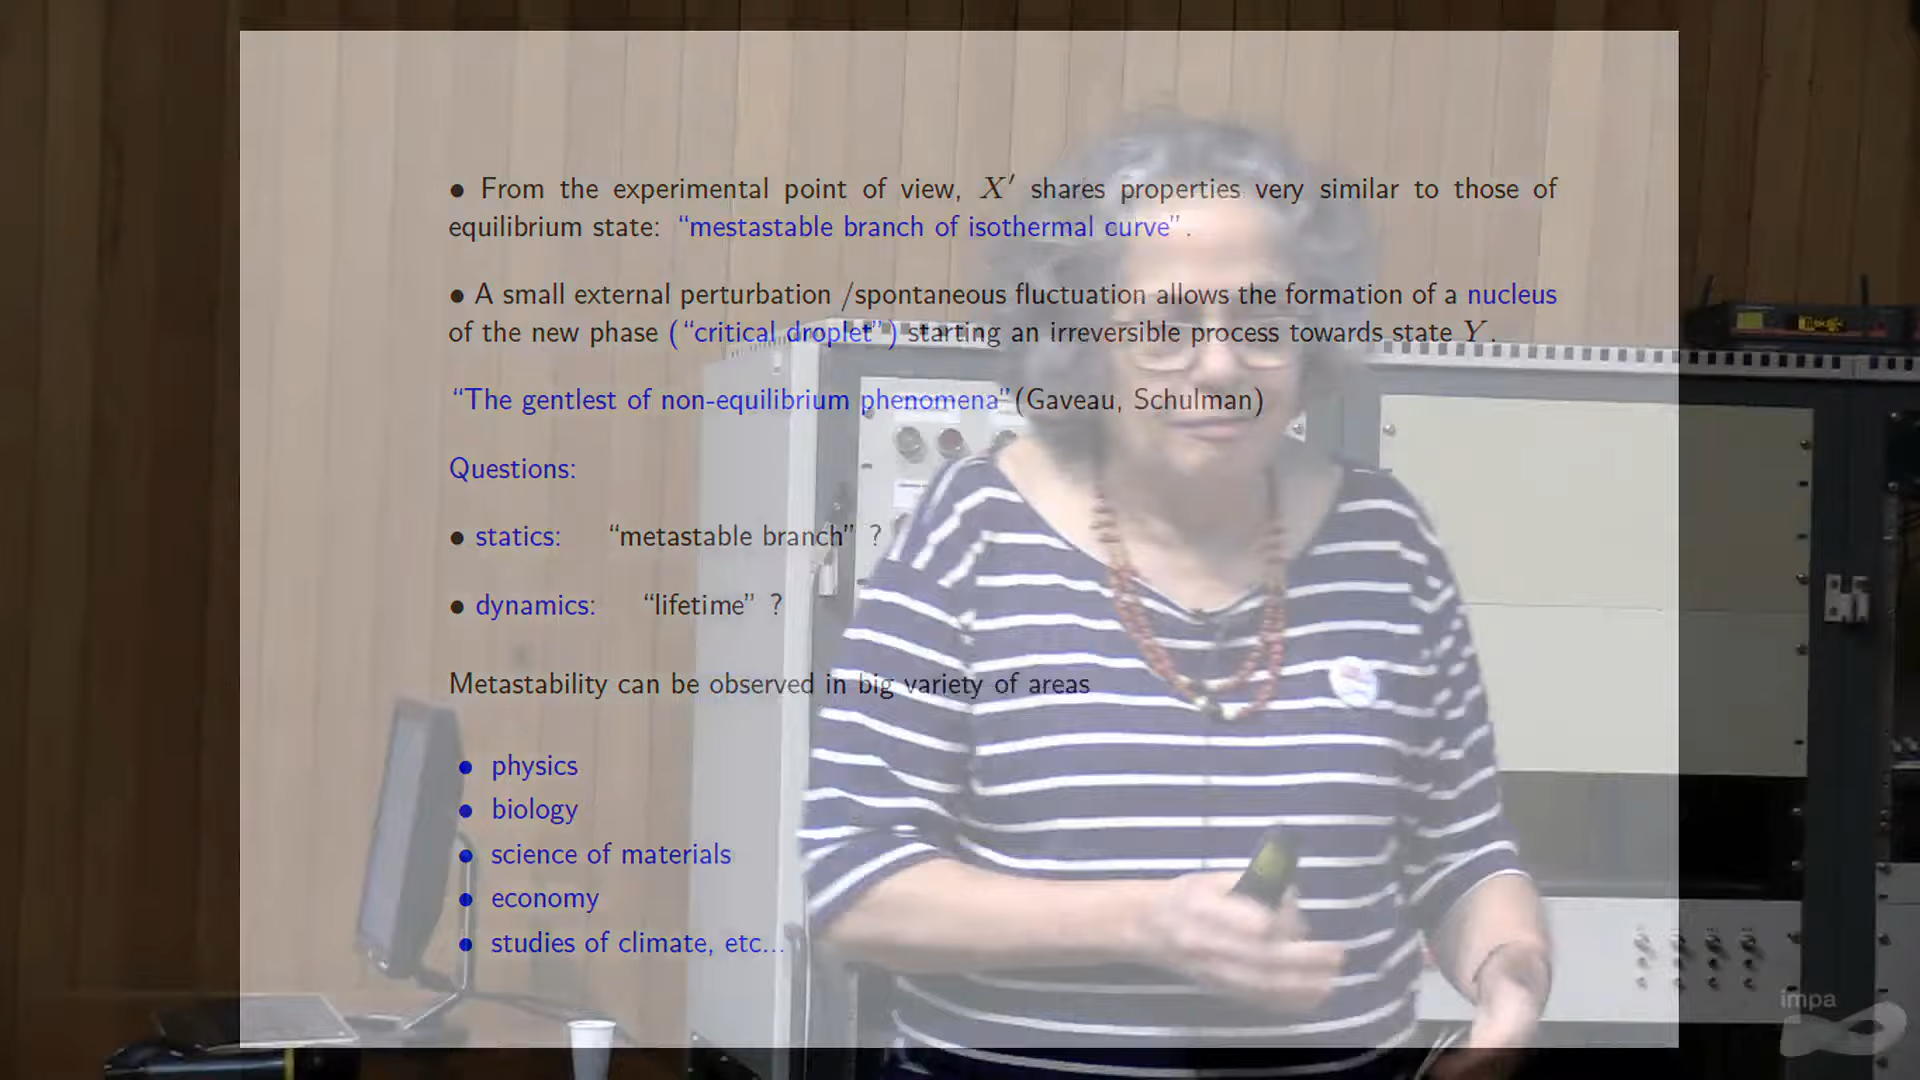 • From the experimental point of view, X′ shares properties very similar to those of
equilibrium state: “mestastable branch of isothermal curve”.
• A small external perturbation /spontaneous fluctuation allows the formation of a nucleus
of the new phase (“critical droplet”) starting an irreversible process towards state Y.
“The gentlest of non-equilibrium phenomena”(Gaveau, Schulman)
Questions:
• statics: “metastable branch” ?
• dynamics: “lifetime” ?
Metastability can be observed in big variety of areas
• physics
• biology
• science of materials
• economy
• studies of climate, etc...
impa